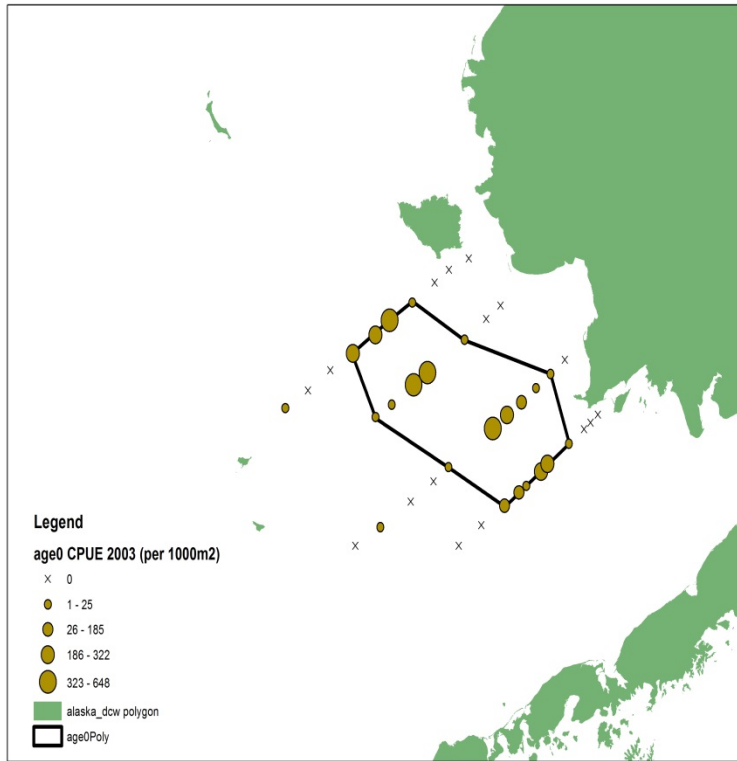 Legend
age0 CPUE 2003 (per 1000m2)
0
1 - 25
26 - 185
186 - 322
323 - 648
alaska_dcw polygon
age0Poly